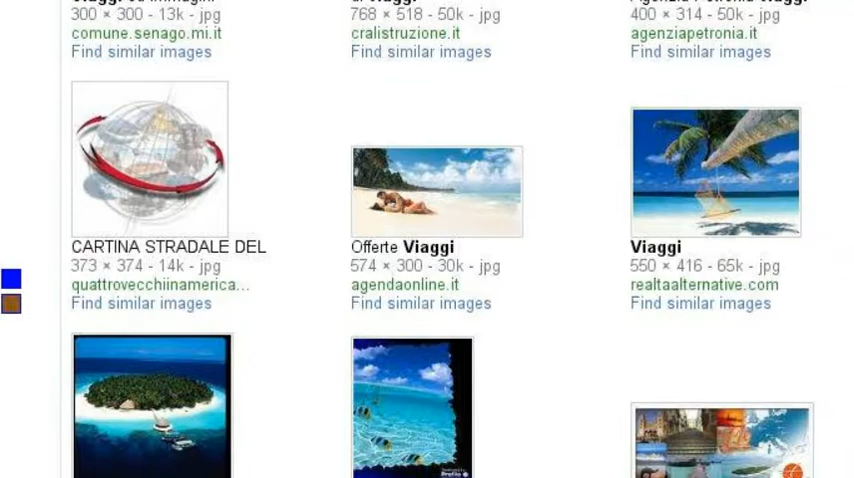 300 × 300 - 13k - jpg
768 × 518 - 50k - jpg
400 × 314 - 50k - jpg
comune.senago.mi.it
cralistruzione.it
agenziapetronia.it
Find similar images
Find similar images
Find similar images
CARTINA STRADALE DEL
Offerte Viaggi
Viaggi
373 × 374 - 14k - jpg
574 × 300 - 30k - jpg
550 × 416 - 65k - jpg
quattrovecchiinamerica...
agendaonline.it
realtaalternative.com
Find similar images
Find similar images
Find similar images
Profilo